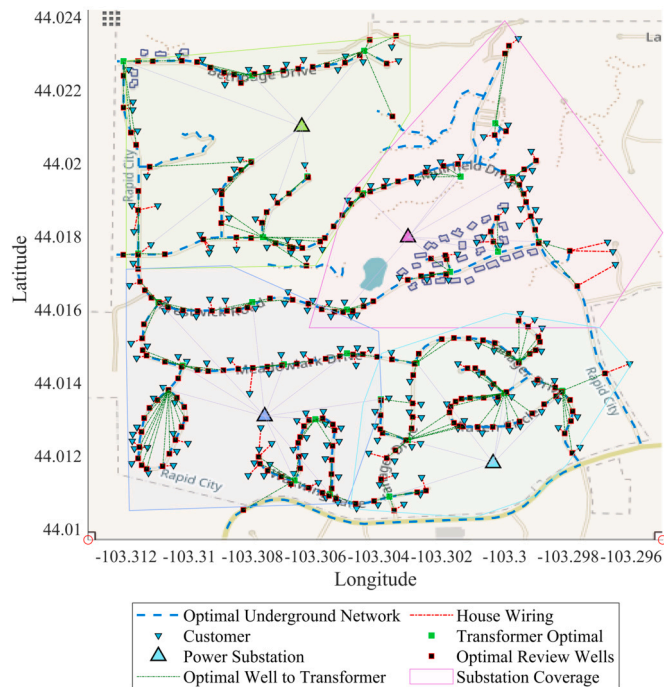 44.024
La
Drive
44.022
44.02
Rapid City
44.018
Latitude
44.016
44.014
Rapid City
44.012
Rapid City
44.01
-103.312 -103.31 -103.308 -103.306 -103.304 -103.302 -103.3 -103.298 -103.296
Longitude
Optimal Underground Network
House Wiring
Customer
Transformer Optimal
Power Substation
Optimal Review Wells
Optimal Well to Transformer
Substation Coverage